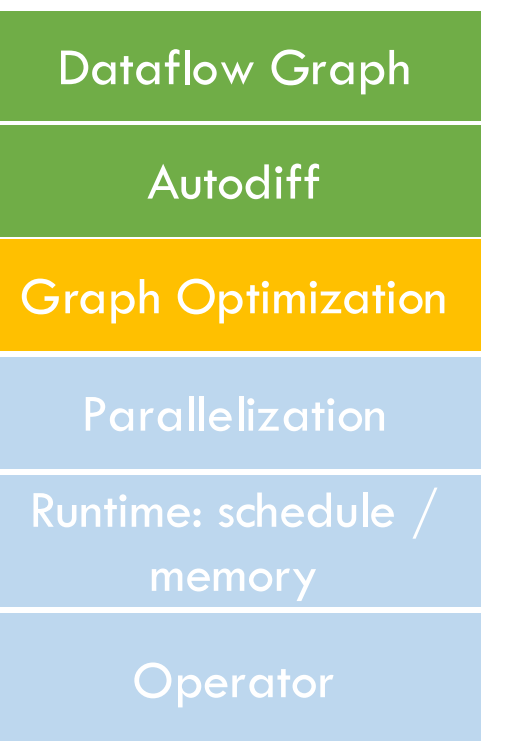 Dataflow Graph
Autodiff
Graph Optimization
Parallelization
Runtime: schedule /
memory
Operator